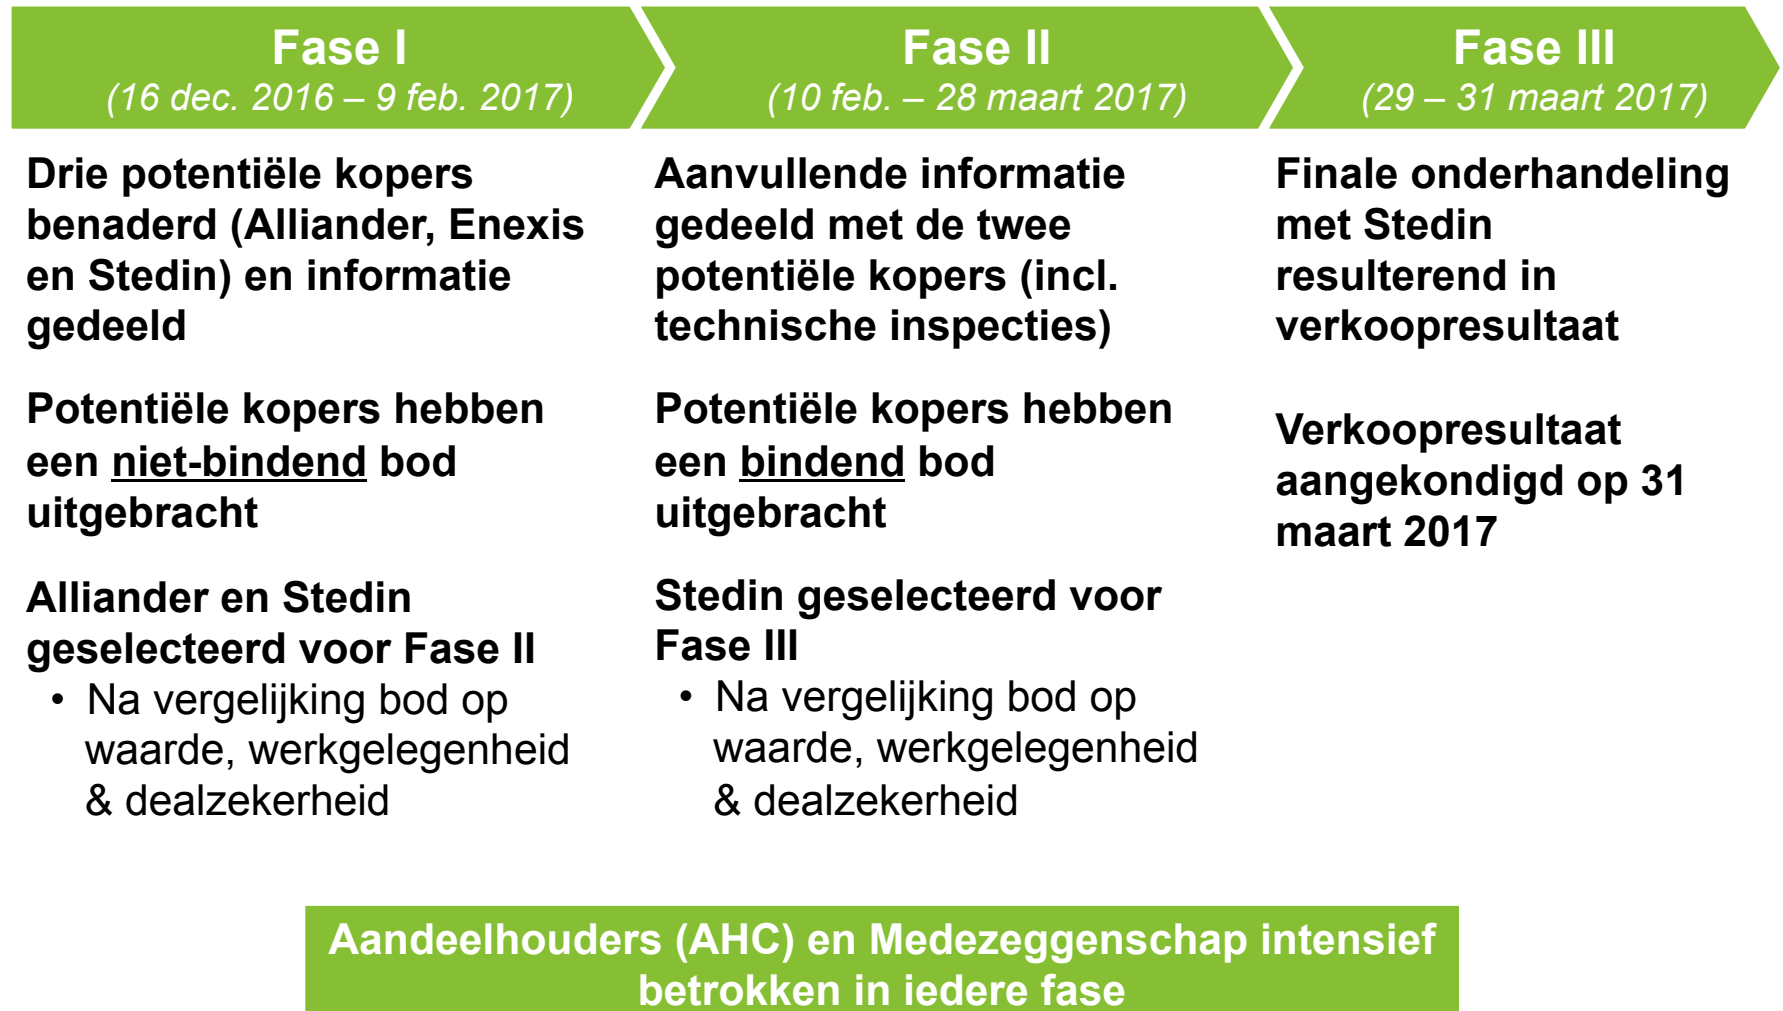 Fase I
(16 dec. 2016 – 9 feb. 2017)
Drie potentiële kopers
benaderd (Alliander, Enexis
en Stedin) en informatie
gedeeld
Potentiële kopers hebben
een niet-bindend bod
uitgebracht
Alliander en Stedin
geselecteerd voor Fase II
• Na vergelijking bod op
waarde, werkgelegenheid
& dealzekerheid
Fase II
(10 feb. – 28 maart 2017)
Aanvullende informatie
gedeeld met de twee
potentiële kopers (incl.
technische inspecties)
Potentiële kopers hebben
een bindend bod
uitgebracht
Stedin geselecteerd voor
Fase III
• Na vergelijking bod op
waarde, werkgelegenheid
& dealzekerheid
Fase III
(29 – 31 maart 2017)
Finale onderhandeling
met Stedin
resulterend in
verkoopresultaat
Verkoopresultaat
aangekondigd op 31
maart 2017
Aandeelhouders (AHC) en Medezeggenschap intensief
betrokken in iedere fase